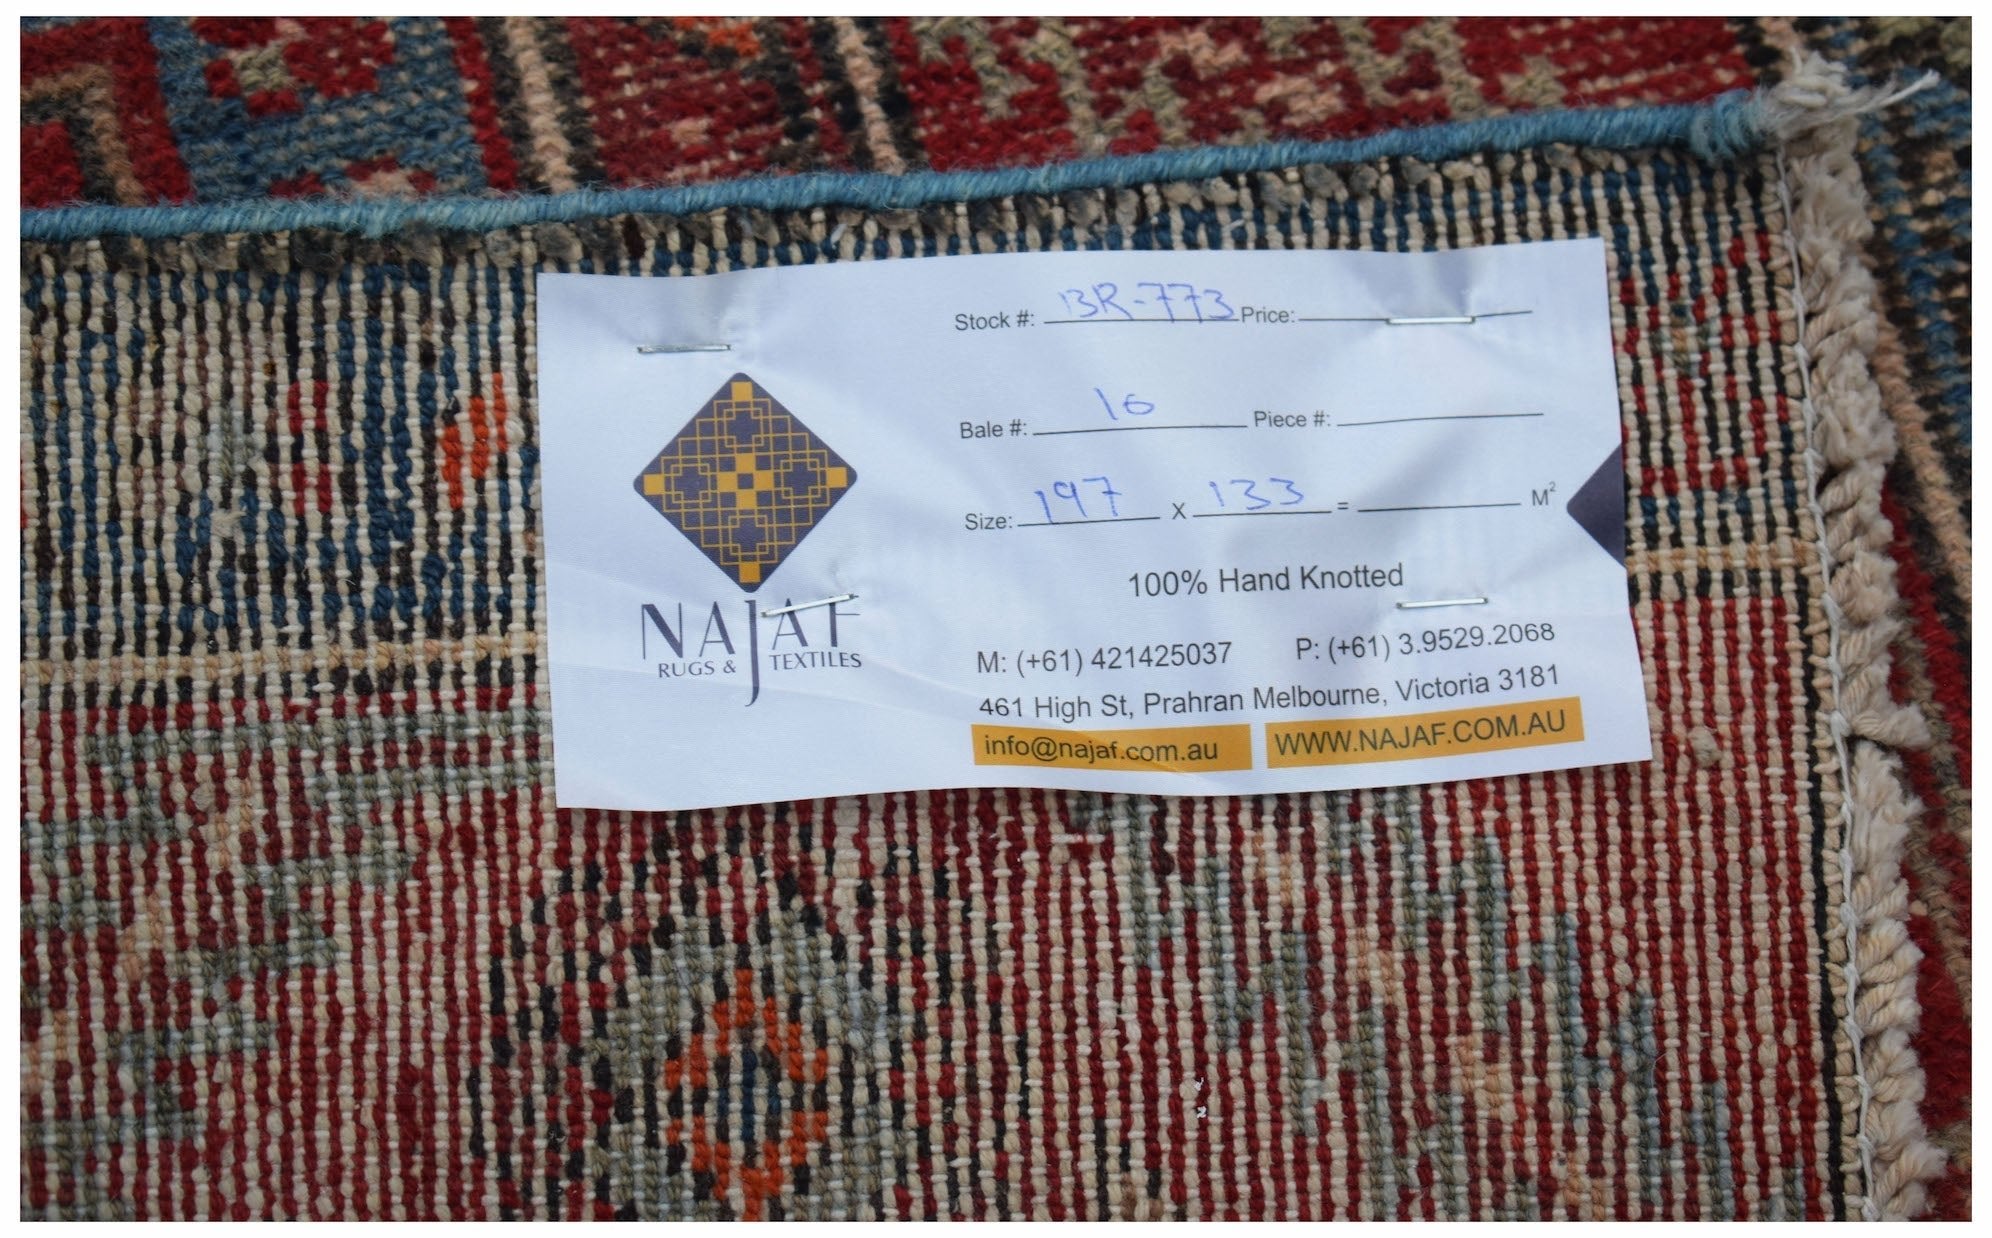 NAJAF
RUGS & TEXTILES
Stock #: BR-773 Price:
Bale #: 10 Piece #:
Size: 197 X 133 = M²
100% Hand Knotted
M: (+61) 421425037 P: (+61) 3.9529.2068
461 High St, Prahran Melbourne, Victoria 3181
info@najaf.com.au WWW.NAJAF.COM.AU